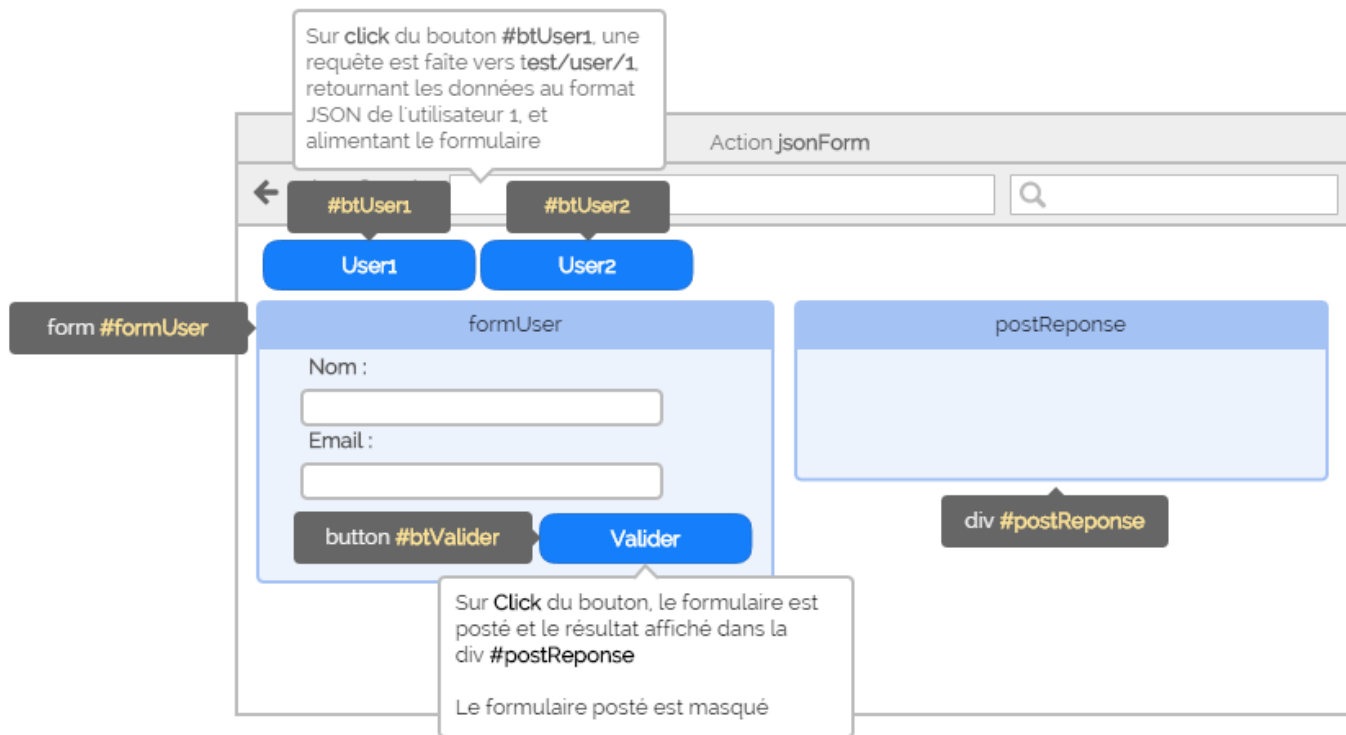 Sur click du bouton #btUser1, une
requête est faîte vers test/user/1,
retournant les données au format
JSON de l'utilisateur 1, et
alimentant le formulaire
Action jsonForm
#btUser1
#btUser2
User1
User2
form #formUser
formUser
postReponse
Nom :
Email :
button #btValider
Valider
div #postReponse
Sur Click du bouton, le formulaire est
posté et le résultat affiché dans la
div #postReponse
Le formulaire posté est masqué